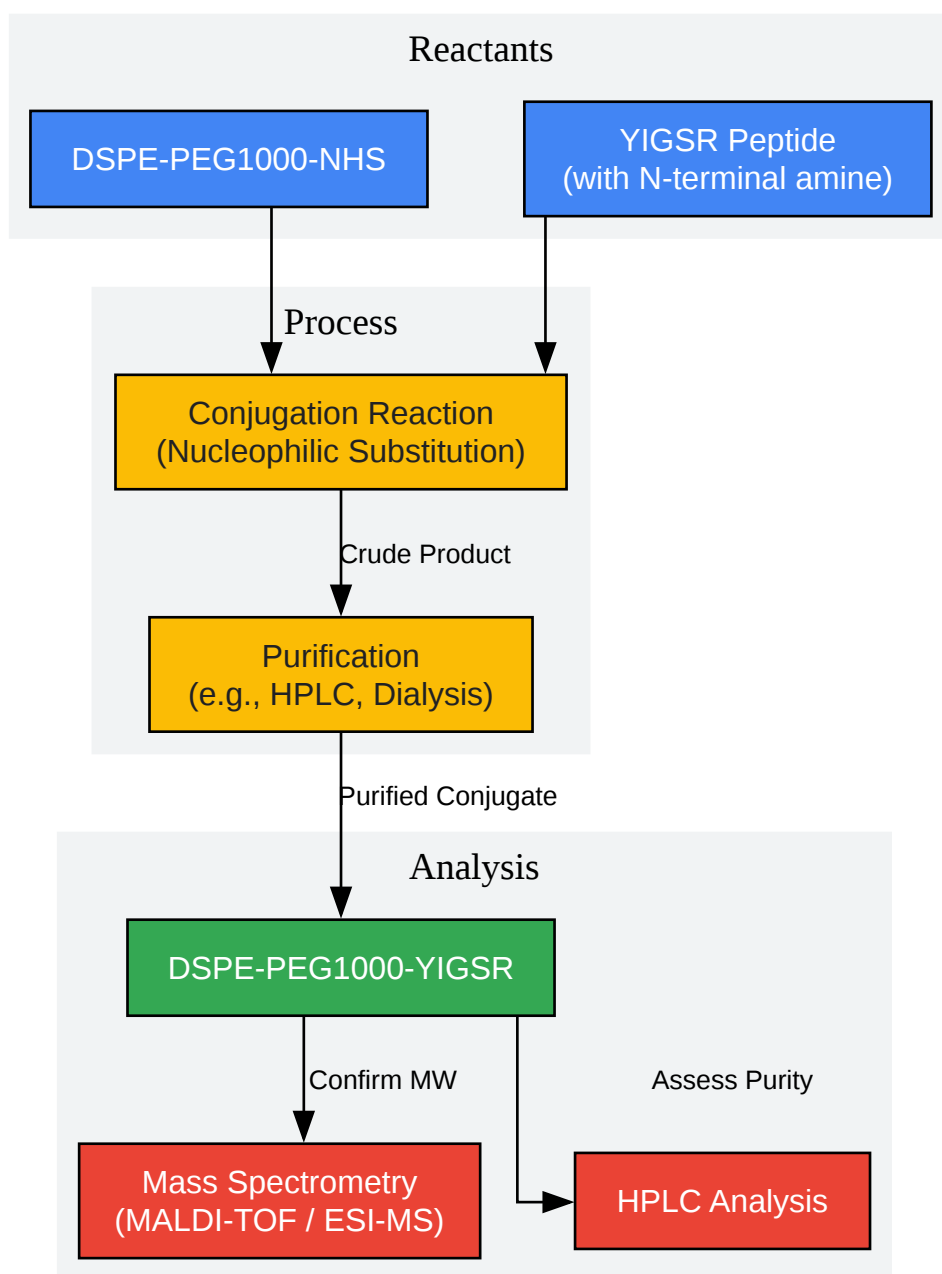 Reactants
DSPE-PEG1000-NHS
YIGSR Peptide
(with N-terminal amine)
Process
Conjugation Reaction
(Nucleophilic Substitution)
Crude Product
Purification
(e.g., HPLC, Dialysis)
Purified Conjugate
Analysis
DSPE-PEG1000-YIGSR
Confirm MW
Assess Purity
Mass Spectrometry
(MALDI-TOF / ESI-MS)
HPLC Analysis